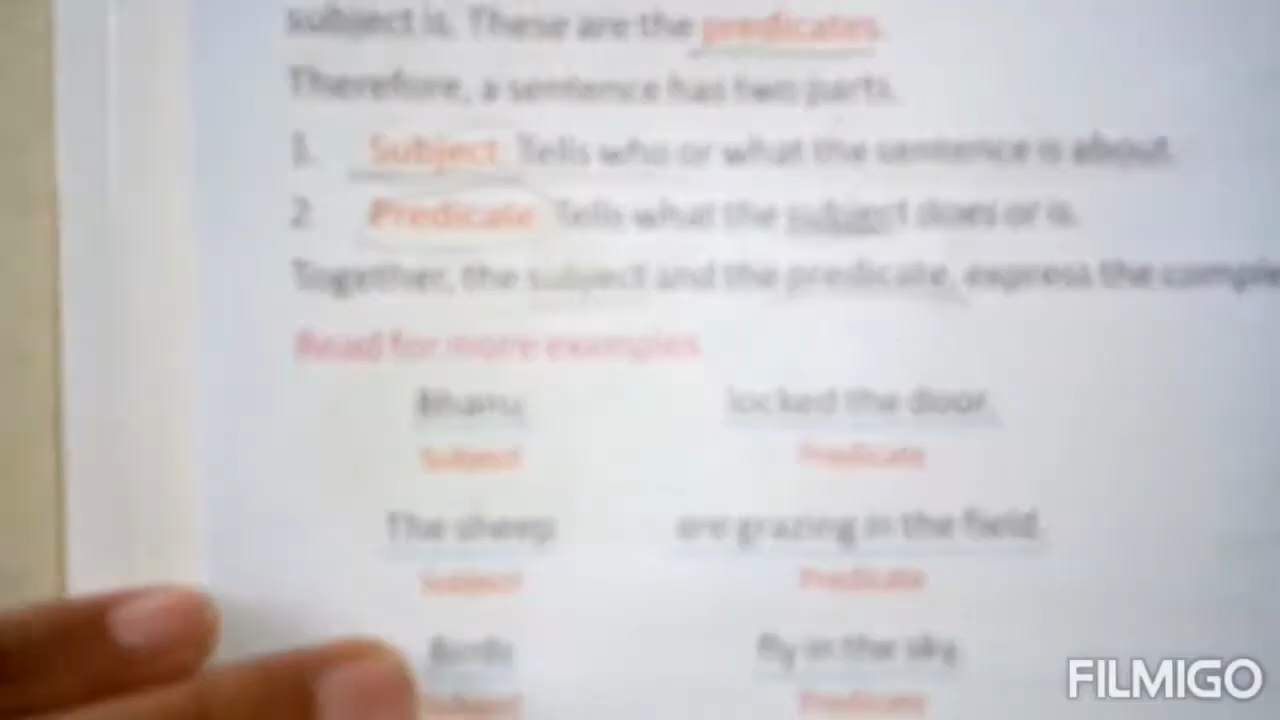 subject is. These are the predicates.
Therefore, a sentence has two parts.
1. Subject: Tells who or what the sentence is about.
2. Predicate: Tells what the subject does or is.
Together, the subject and the predicate, express the comple
Read for more examples
Bhanu locked the door.
Subject Predicate
The sheep are grazing in the field.
Subject Predicate
Birds fly in the sky.
Subject Predicate
FILMIGO